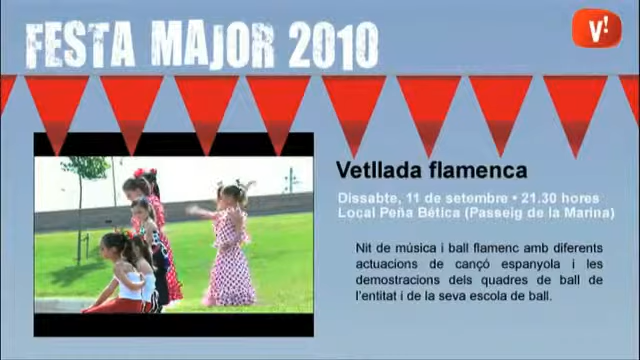 FESTA MAJOR 2010
V!
Vetllada flamenca
Dissabte, 11 de setembre • 21.30 hores
Local Peña Bética (Passeig de la Marina)
Nit de música i ball flamenc amb diferents
actuacions de cançó espanyola i les
demostracions dels quadres de ball de
l'entitat i de la seva escola de ball.